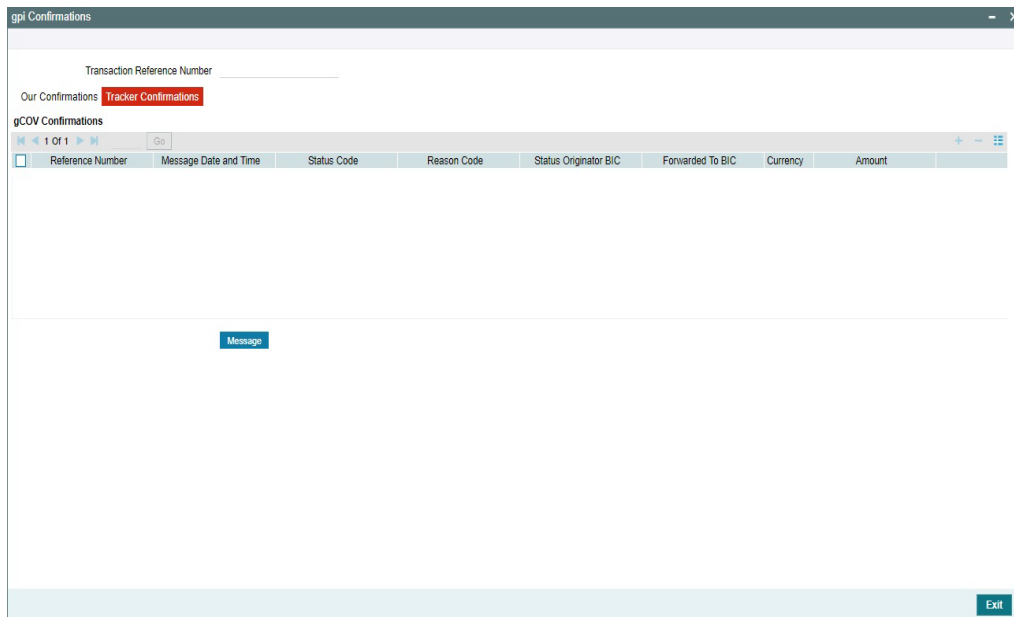 gpi Confirmations
Transaction Reference Number
Our Confirmations Tracker Confirmations
gCOV Confirmations
1 Of 1 Go
Reference Number Message Date and Time Status Code Reason Code Status Originator BIC Forwarded To BIC Currency Amount
Message
Exit